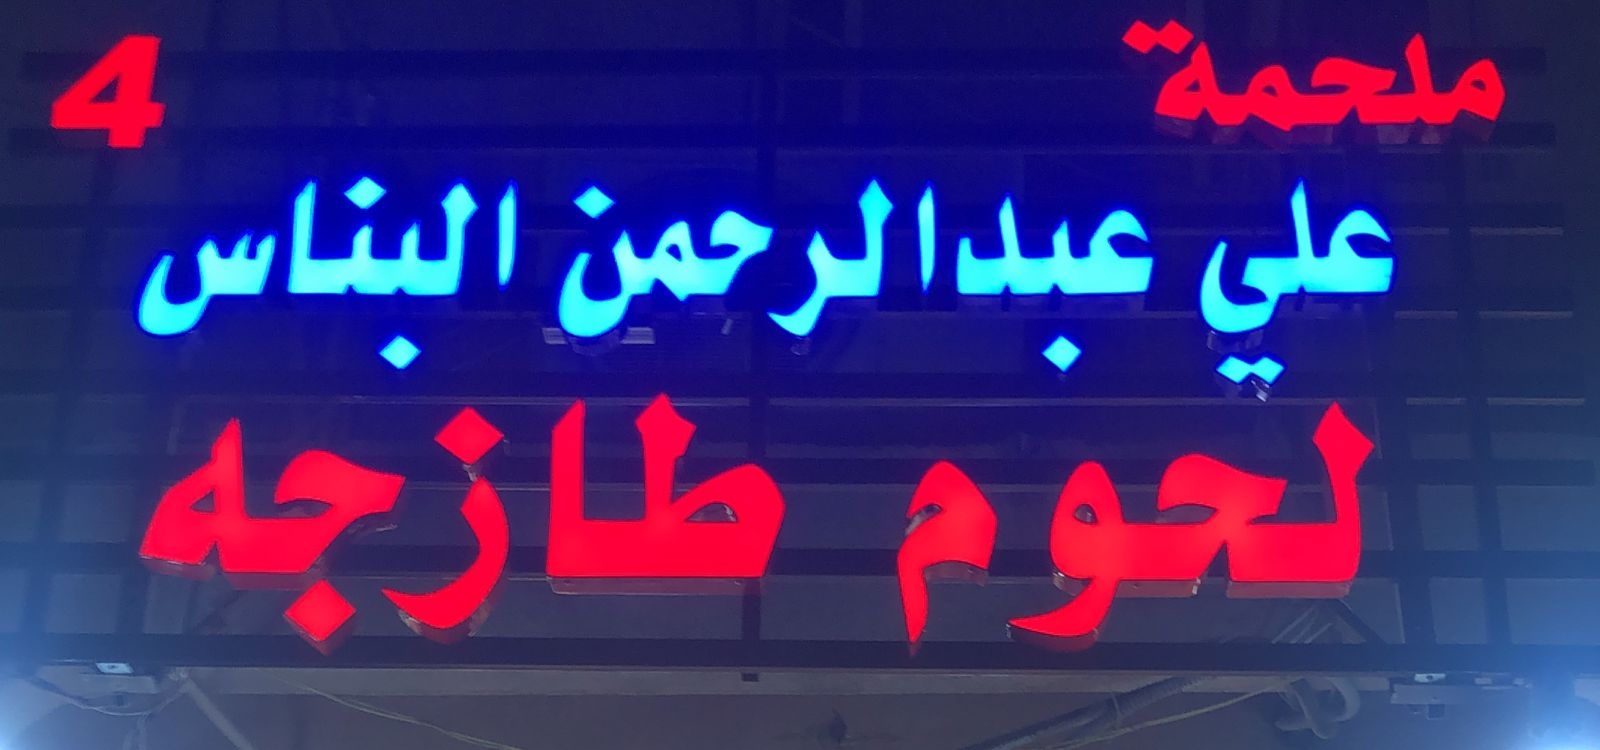 ملحمة 4
علي عبدالرحمن البناس
لحوم طازجه